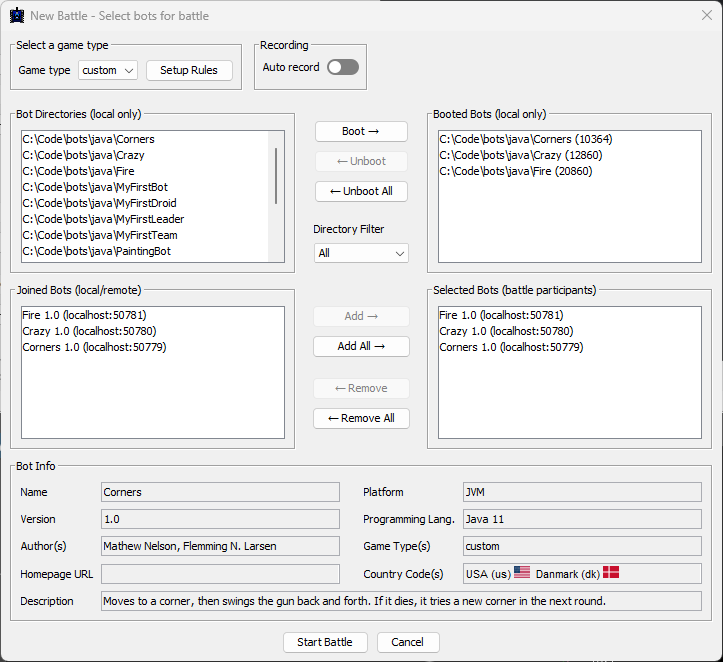 New Battle - Select bots for battle
Select a game type
Recording
Game type custom Setup Rules
Auto record
Bot Directories (local only)
C:\Code\bots\java\Corners
C:\Code\bots\java\Crazy
C:\Code\bots\java\Fire
C:\Code\bots\java\MyFirstBot
C:\Code\bots\java\MyFirstDroid
C:\Code\bots\java\MyFirstLeader
C:\Code\bots\java\MyFirstTeam
C:\Code\bots\java\PaintingBot
Boot →
← Unboot
← Unboot All
Directory Filter
All
Booted Bots (local only)
C:\Code\bots\java\Corners (10364)
C:\Code\bots\java\Crazy (12860)
C:\Code\bots\java\Fire (20860)
Joined Bots (local/remote)
Fire 1.0 (localhost:50781)
Crazy 1.0 (localhost:50780)
Corners 1.0 (localhost:50779)
Add →
Add All →
← Remove
← Remove All
Selected Bots (battle participants)
Fire 1.0 (localhost:50781)
Crazy 1.0 (localhost:50780)
Corners 1.0 (localhost:50779)
Bot Info
Name Corners
Platform JVM
Version 1.0
Programming Lang. Java 11
Author(s) Mathew Nelson, Flemming N. Larsen
Game Type(s) custom
Homepage URL
Country Code(s) USA (us) Danmark (dk)
Description Moves to a corner, then swings the gun back and forth. If it dies, it tries a new corner in the next round.
Start Battle
Cancel